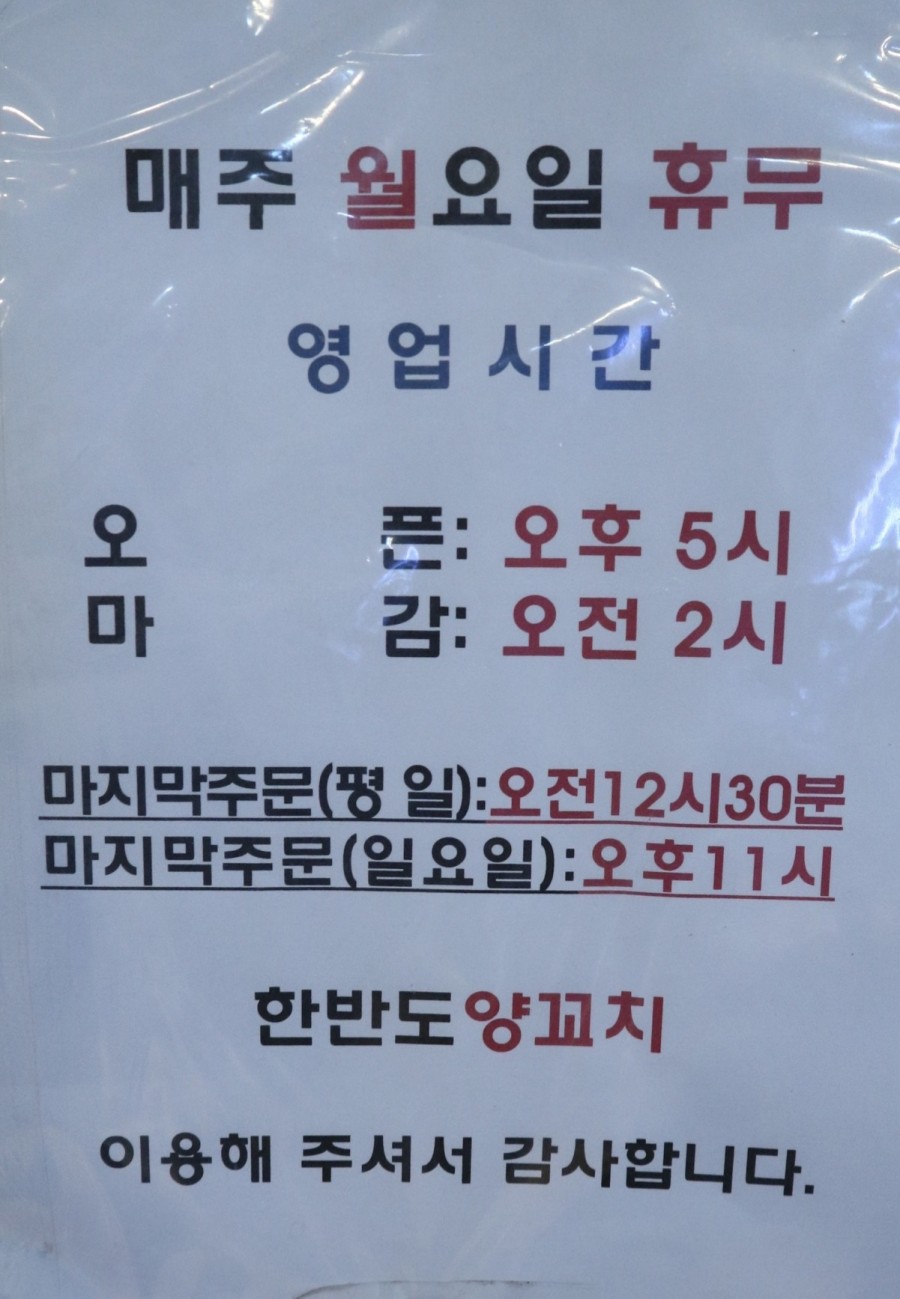 매주 월요일 휴무
영업시간
오 픈: 오후 5시
마 감: 오전 2시
마지막주문(평 일):오전12시30분
마지막주문(일요일):오후11시
한반도양꼬치
이용해 주셔서 감사합니다.